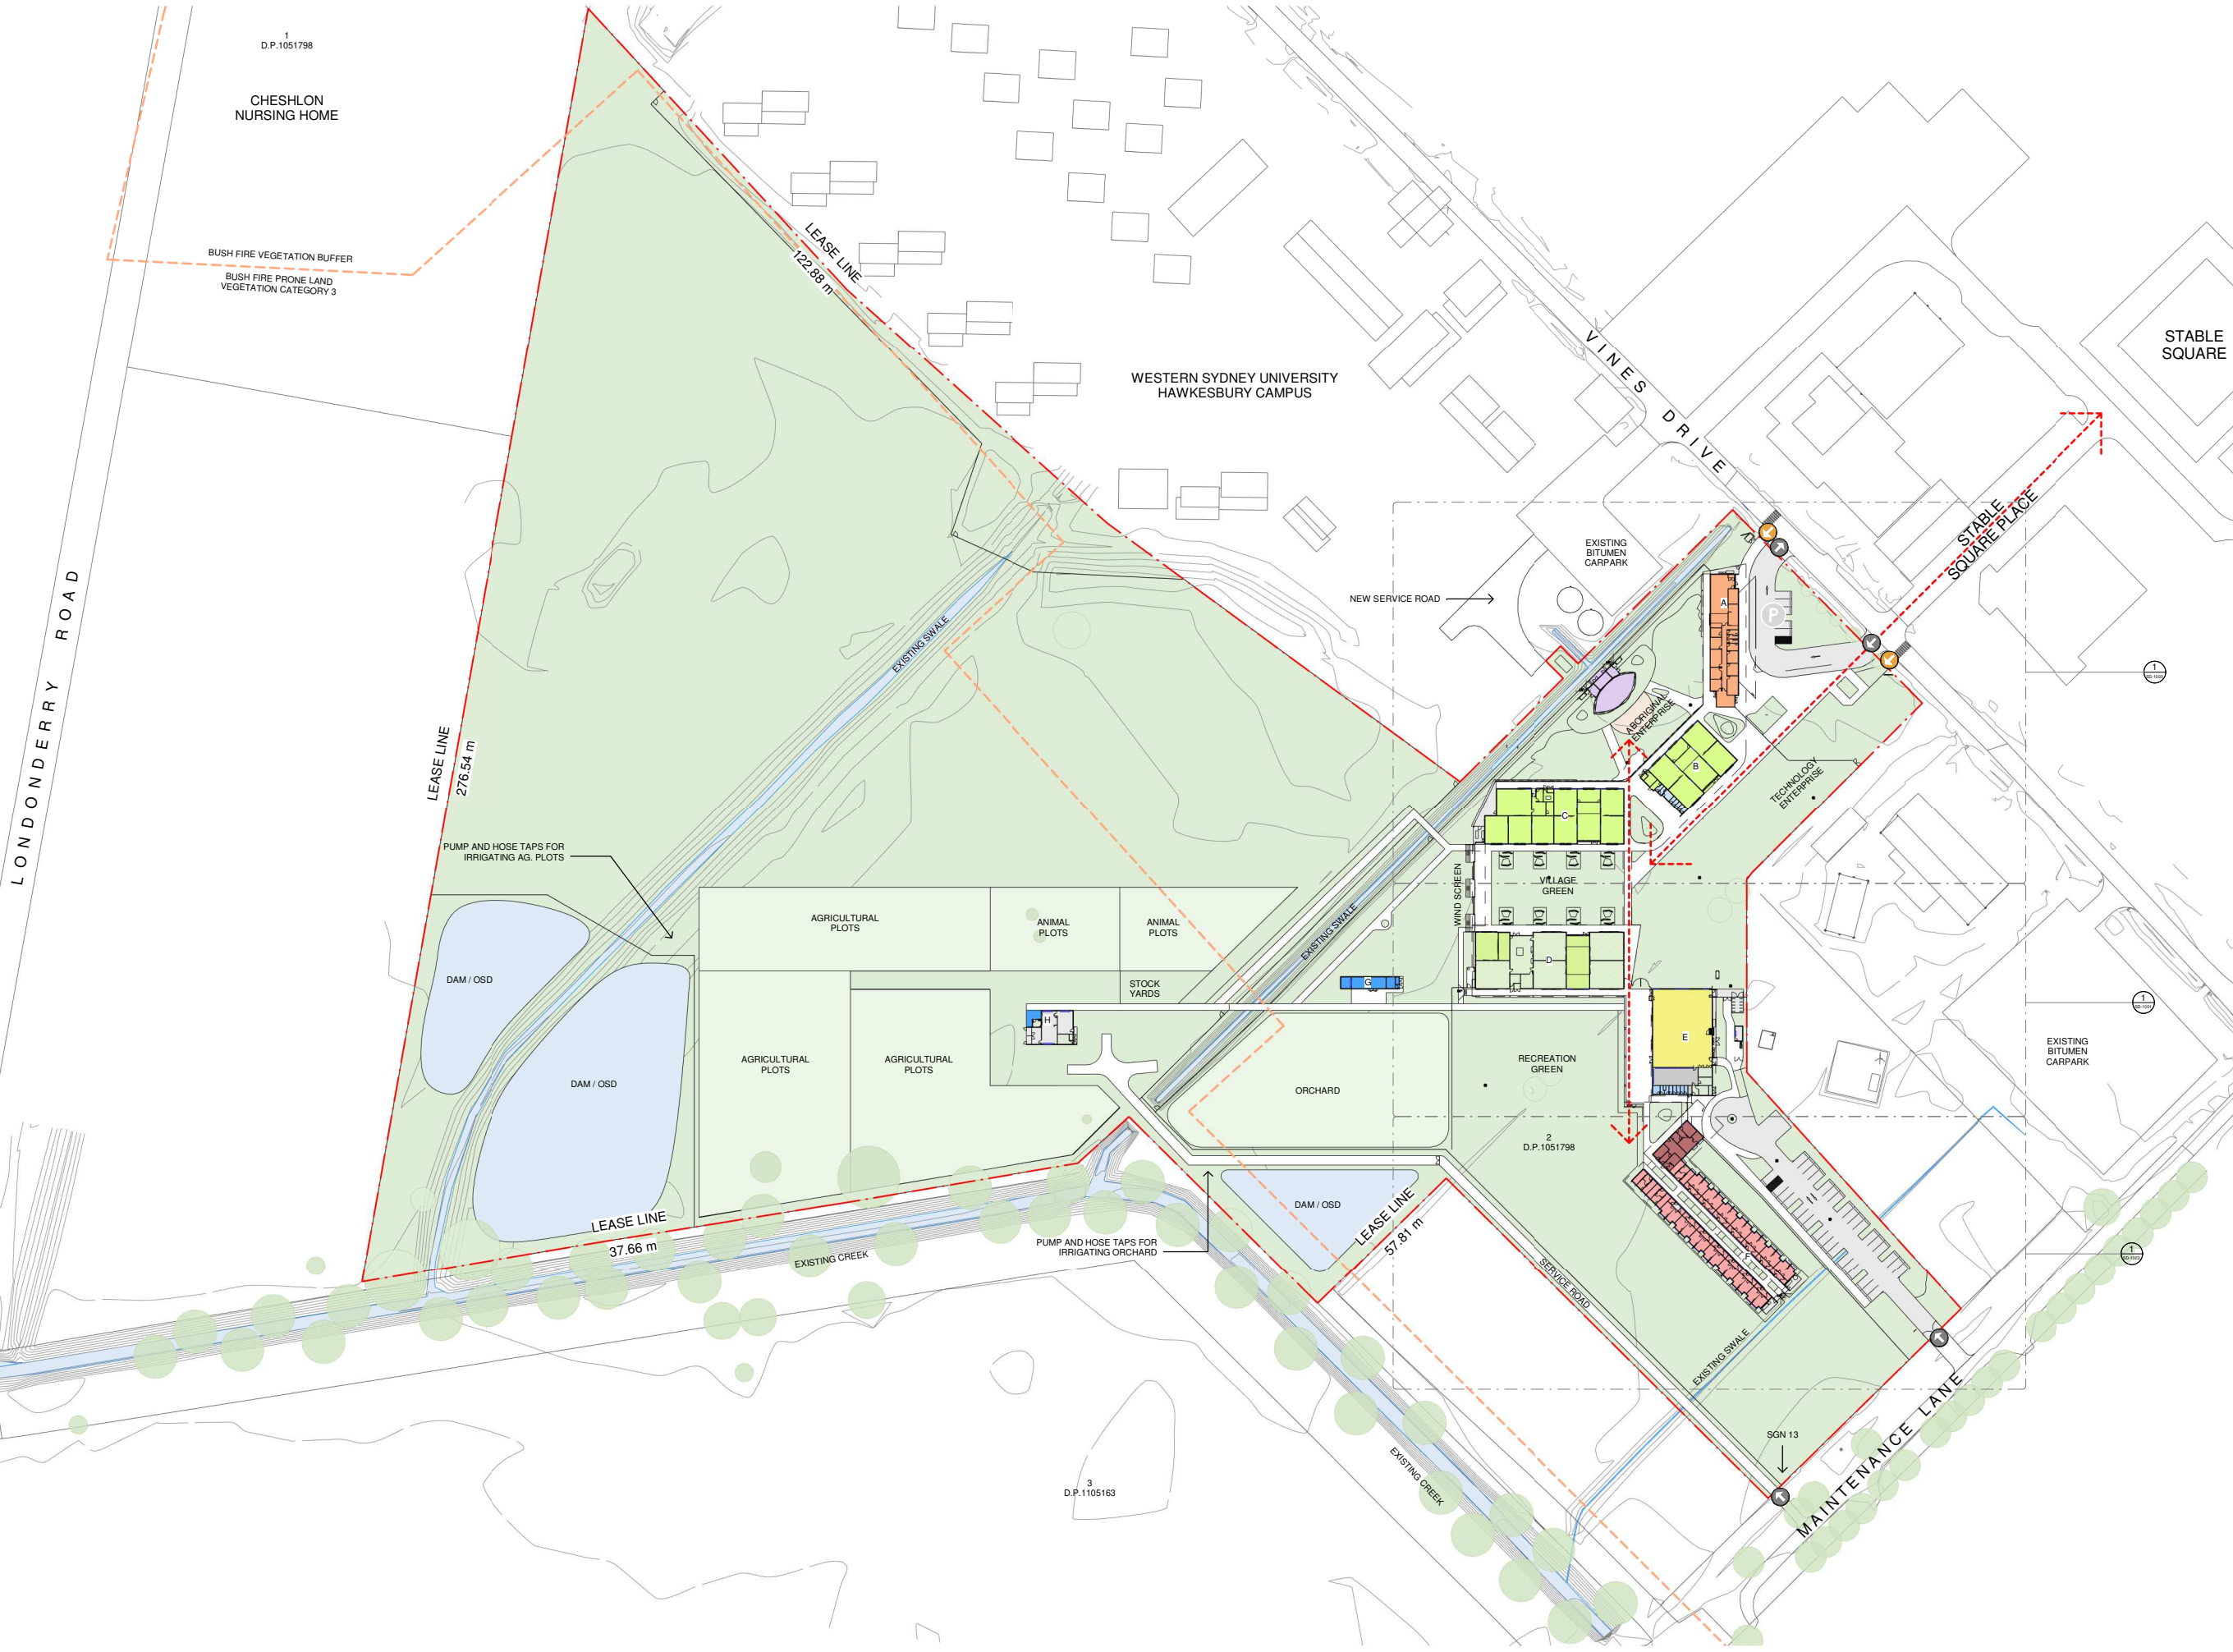 1
D.P.1051798
CHESHLON
NURSING HOME
BUSH FIRE VEGETATION BUFFER
BUSH FIRE PRONE LAND
VEGETATION CATEGORY 3
LONDONDERRY ROAD
LEASE LINE
122.88 m
WESTERN SYDNEY UNIVERSITY
HAWKESBURY CAMPUS
VINES DRIVE
STABLE
SQUARE
STABLE
SQUARE PLACE
EXISTING
BITUMEN
CARPARK
NEW SERVICE ROAD
A
P
ABORIGINAL
ENTERPRISE
B
TECHNOLOGY
ENTERPRISE
1
EXISTING SWALE
LEASE LINE
276.54 m
PUMP AND HOSE TAPS FOR
IRRIGATING AG. PLOTS
C
WIND SCREEN
VILLAGE
GREEN
D
AGRICULTURAL
PLOTS
ANIMAL
PLOTS
ANIMAL
PLOTS
EXISTING SWALE
DAM / OSD
STOCK
YARDS
G
H
1
E
EXISTING
BITUMEN
CARPARK
DAM / OSD
AGRICULTURAL
PLOTS
AGRICULTURAL
PLOTS
ORCHARD
RECREATION
GREEN
2
D.P.1051798
LEASE LINE
37.66 m
EXISTING CREEK
PUMP AND HOSE TAPS FOR
IRRIGATING ORCHARD
DAM / OSD
LEASE LINE
57.81 m
SERVICE ROAD
F
1
EXISTING SWALE
SGN 13
MAINTENANCE LANE
EXISTING CREEK
3
D.P.1105163